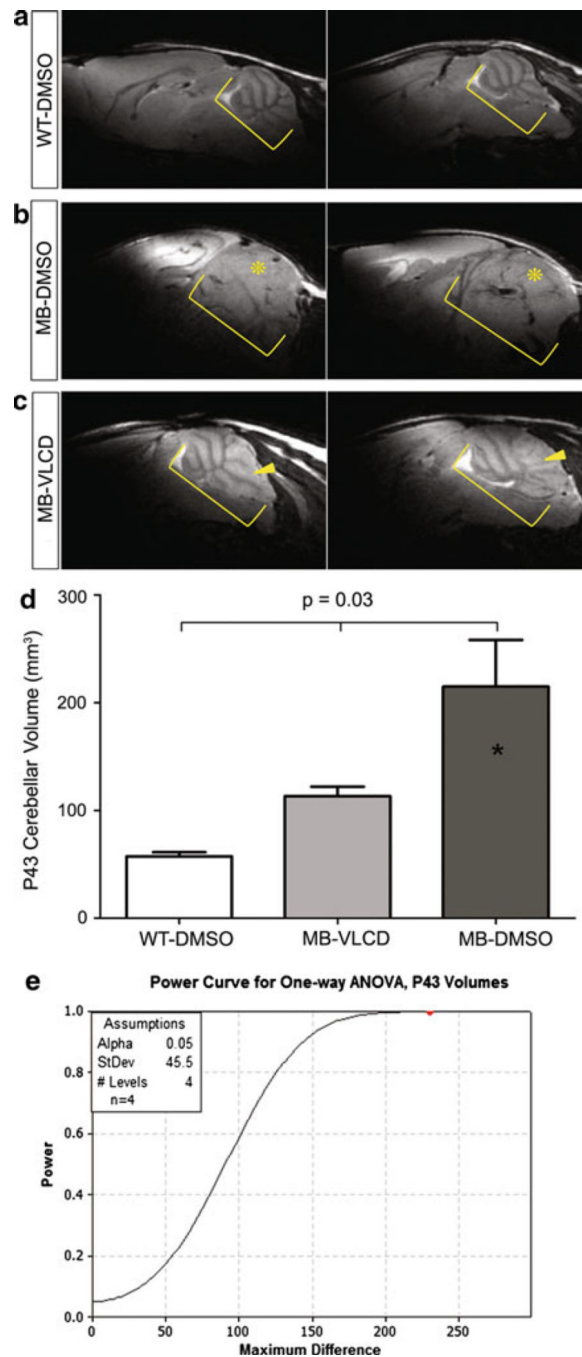 a
WT-DMSO
b
MB-DMSO
c
MB-VLCD
d
P43 Cerebellar Volume (mm³)
300
200
100
0
p = 0.03
*
WT-DMSO
MB-VLCD
MB-DMSO
e
Power Curve for One-way ANOVA, P43 Volumes
Assumptions
Alpha 0.05
StDev 45.5
# Levels 4
n=4
Power
1.0
0.8
0.6
0.4
0.2
0.0
0
50
100
150
200
250
Maximum Difference